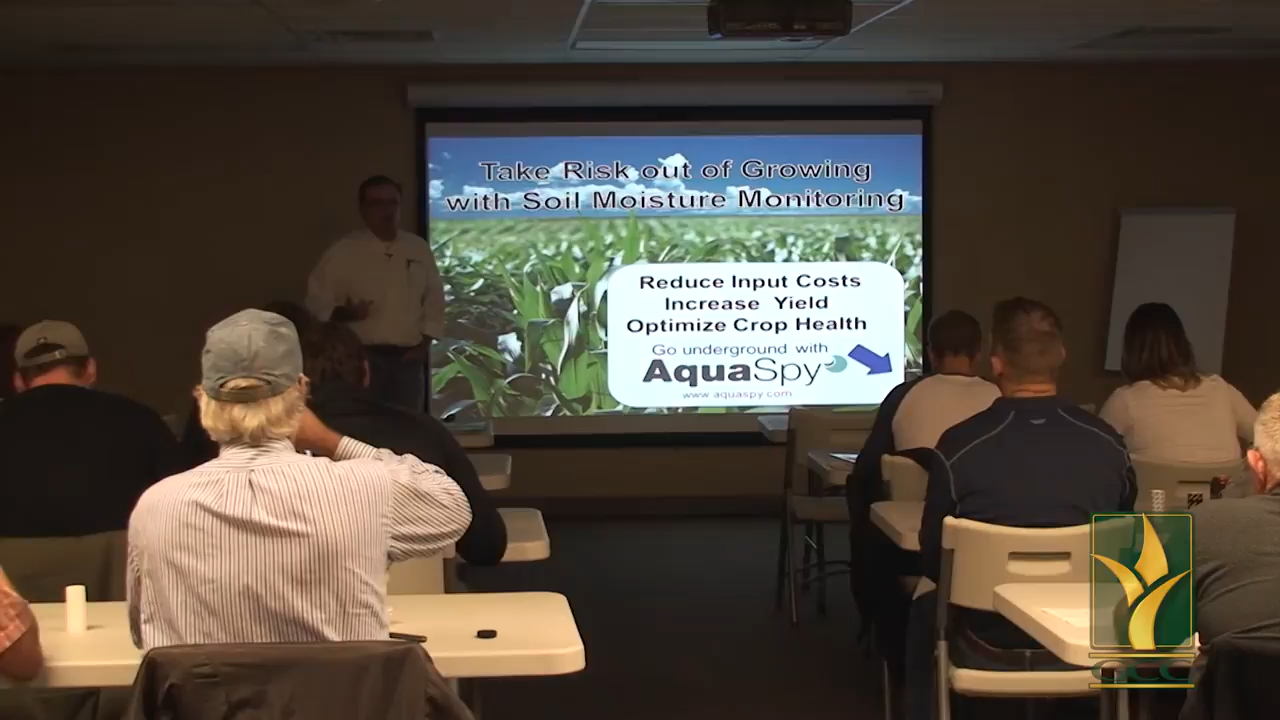 Take Risk out of Growing
with Soil Moisture Monitoring
Reduce Input Costs
Increase Yield
Optimize Crop Health
Go underground with
AquaSpy
www.aquaspy.com
GCC